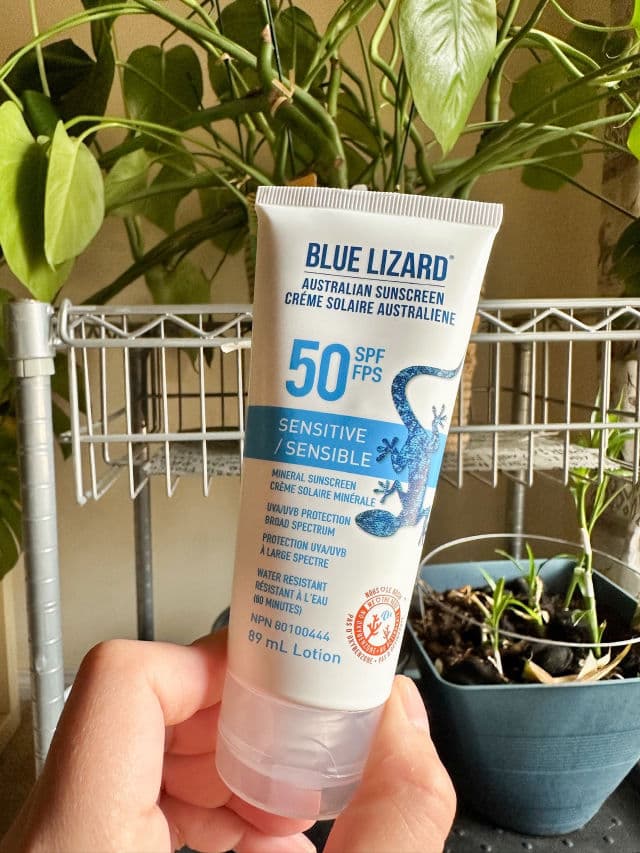 BLUE LIZARD®
AUSTRALIAN SUNSCREEN
CRÉME SOLAIRE AUSTRALIENE
50 SPF
FPS
SENSITIVE
/ SENSIBLE
MINERAL SUNSCREEN
CRÈME SOLAIRE MINÉRALE
UVA/UVB PROTECTION
BROAD SPECTRUM
PROTECTION UVA/UVB
À LARGE SPECTRE
WATER RESISTANT
RÉSISTANT À L'EAU
(80 MINUTES)
NPN 80100444
89 mL Lotion